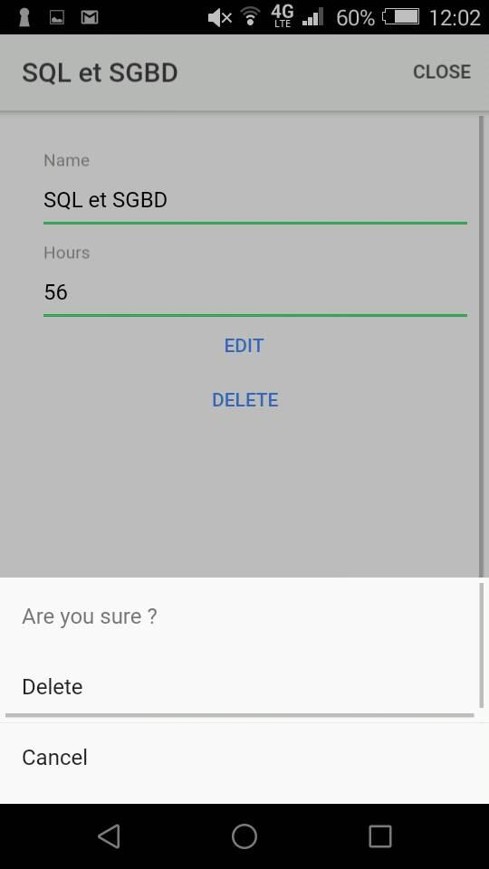 4G
LTE
60%
12:02
SQL et SGBD
CLOSE
Name
SQL et SGBD
Hours
56
EDIT
DELETE
Are you sure ?
Delete
Cancel